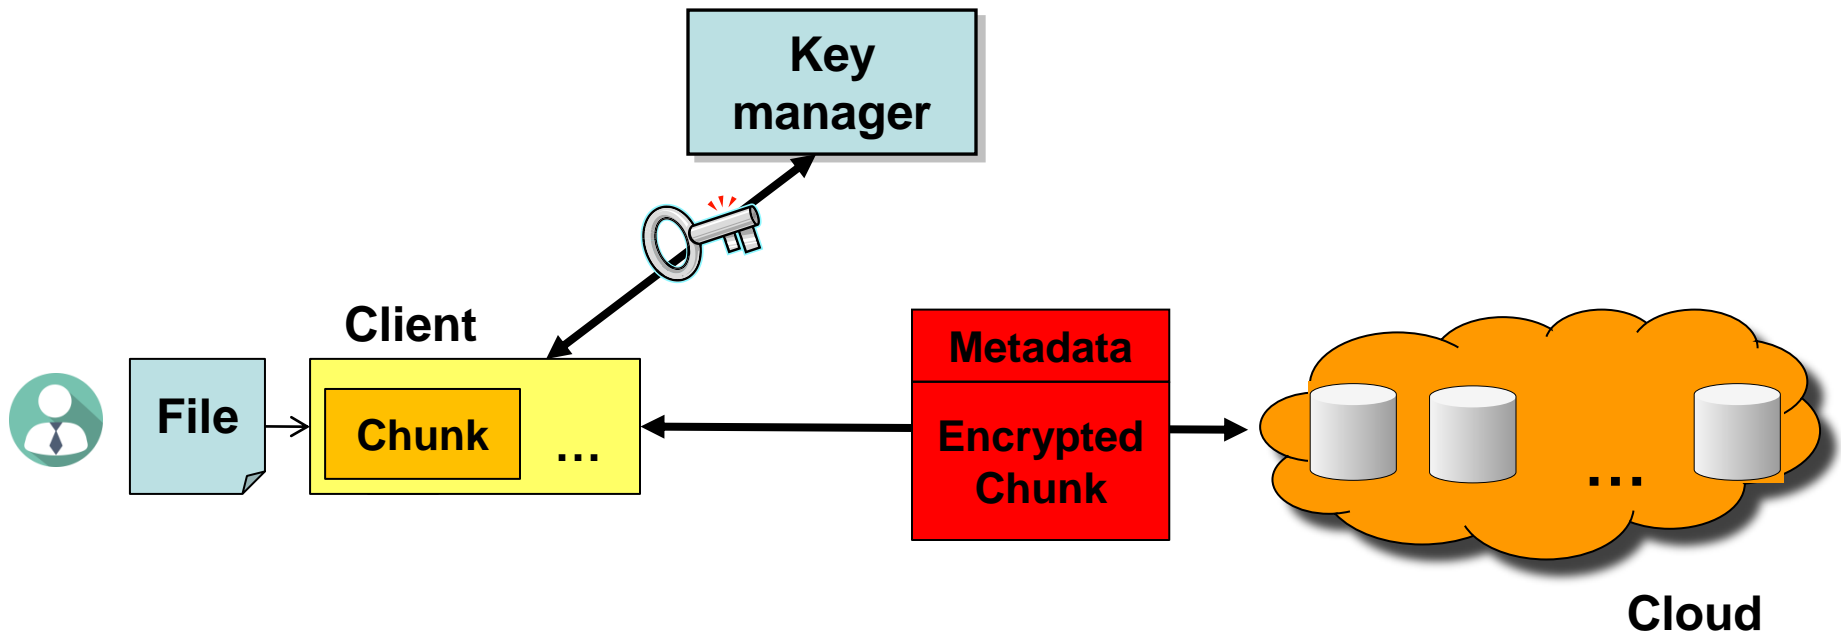 Key
manager
Client
File
Chunk
...
Metadata
Encrypted
Chunk
...
Cloud